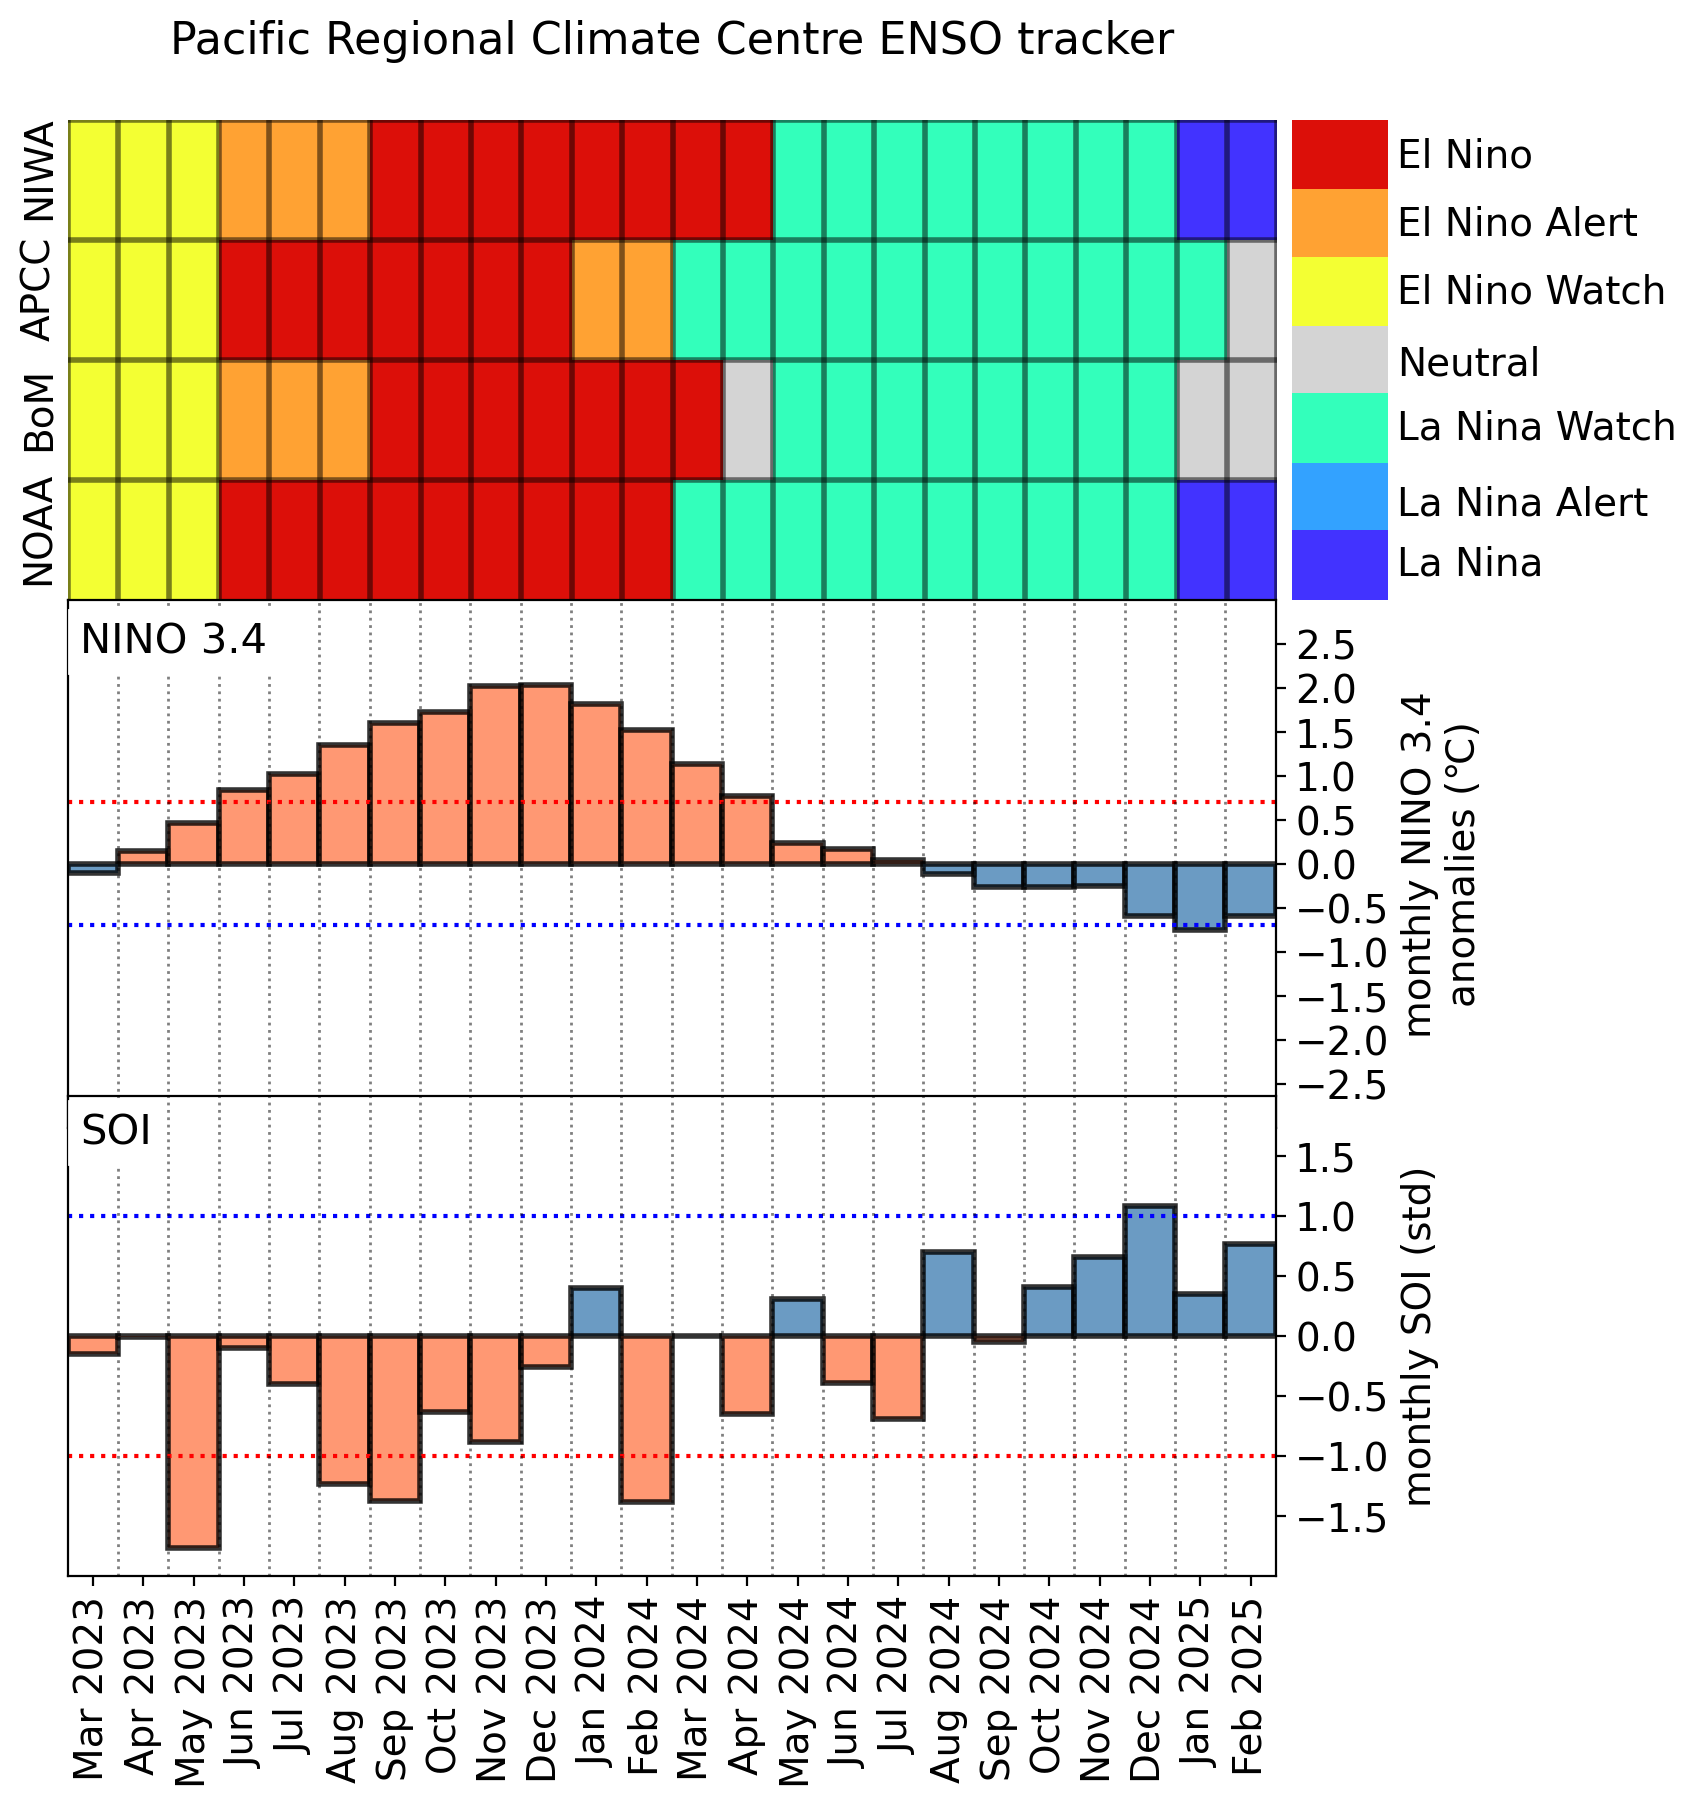 Pacific Regional Climate Centre ENSO tracker
NIWA
APCC
BoM
NOAA
El Nino
El Nino Alert
El Nino Watch
Neutral
La Nina Watch
La Nina Alert
La Nina
NINO 3.4
2.5
2.0
1.5
1.0
0.5
0.0
−0.5
−1.0
−1.5
−2.0
−2.5
monthly NINO 3.4
anomalies (°C)
SOI
1.5
1.0
0.5
0.0
−0.5
−1.0
−1.5
monthly SOI (std)
Mar 2023
Apr 2023
May 2023
Jun 2023
Jul 2023
Aug 2023
Sep 2023
Oct 2023
Nov 2023
Dec 2023
Jan 2024
Feb 2024
Mar 2024
Apr 2024
May 2024
Jun 2024
Jul 2024
Aug 2024
Sep 2024
Oct 2024
Nov 2024
Dec 2024
Jan 2025
Feb 2025